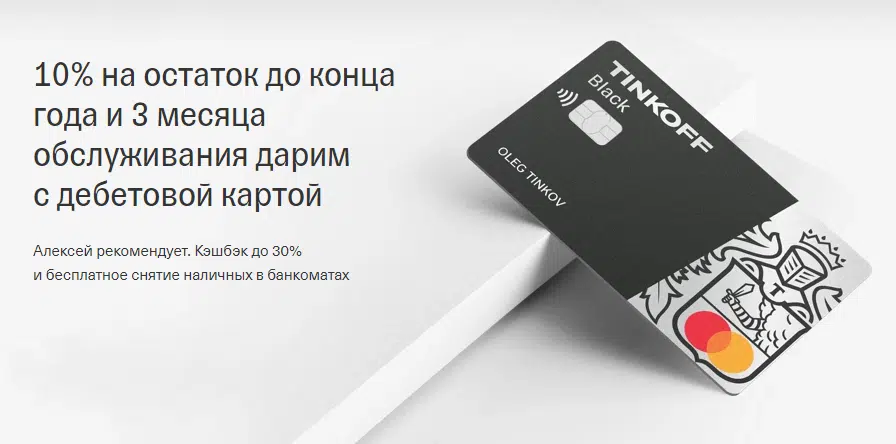 10% на остаток до конца
года и 3 месяца
обслуживания дарим
с дебетовой картой
Алексей рекомендует. Кэшбэк до 30%
и бесплатное снятие наличных в банкоматах
TINKOFF
Black
OLEG TINKOV
T